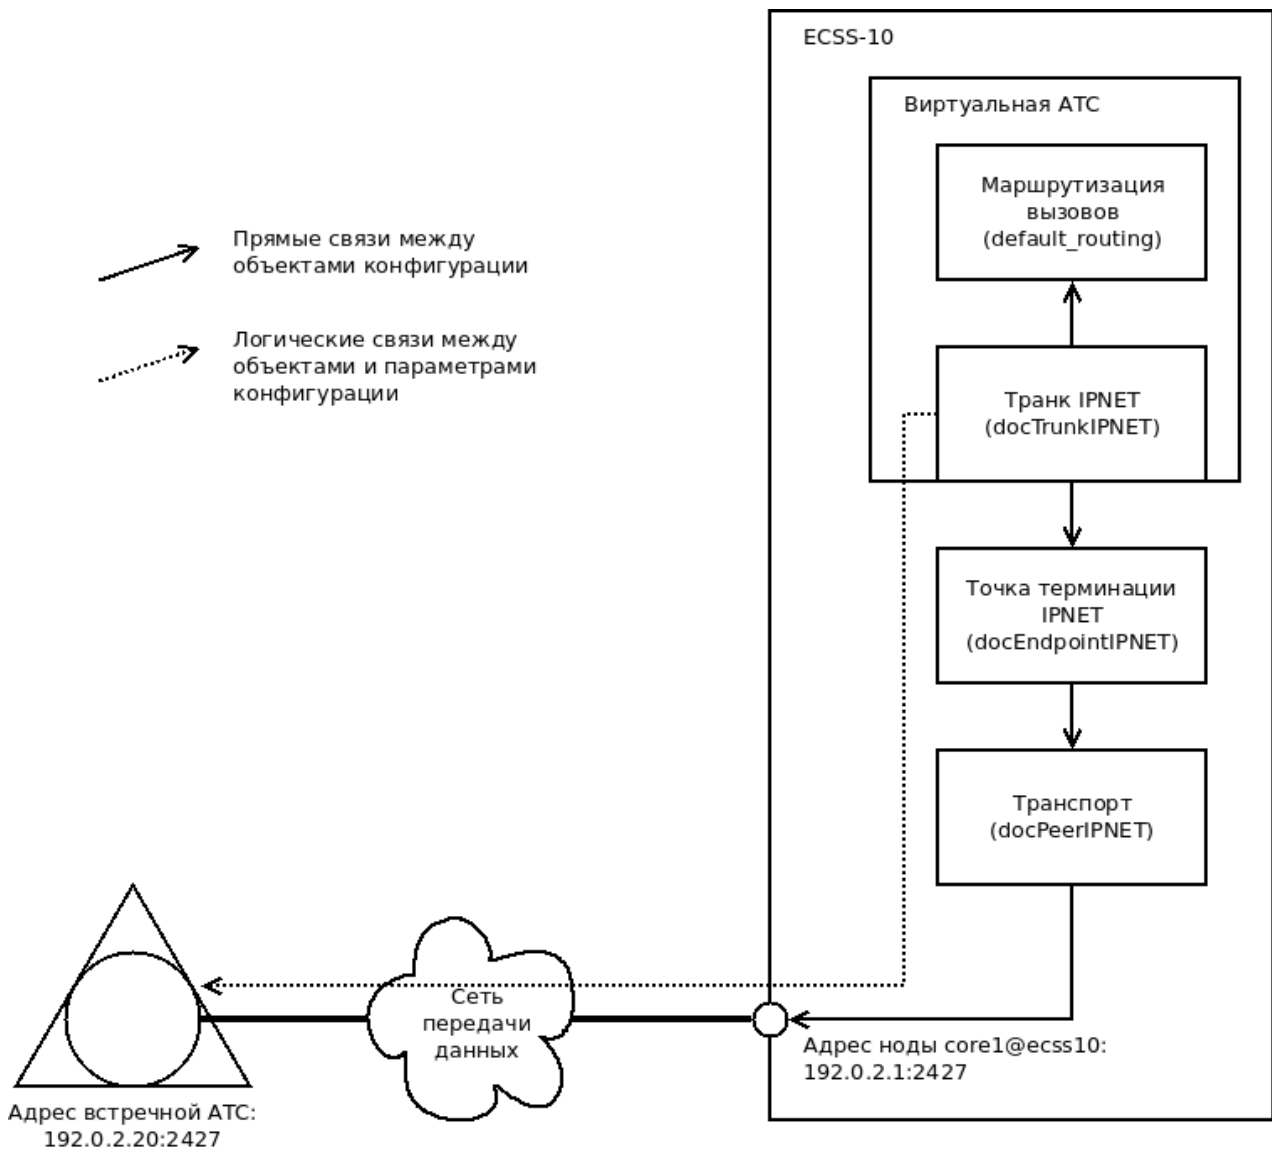 ECSS-10
Виртуальная АТС
Маршрутизация
вызовов
(default_routing)
Прямые связи между
объектами конфигурации
Логические связи между
объектами и параметрами
конфигурации
Транк IPNET
(docTrunkIPNET)
Точка терминации
IPNET
(docEndpointIPNET)
Транспорт
(docPeerIPNET)
Сеть
передачи
данных
Адрес ноды core1@ecss10:
192.0.2.1:2427
Адрес встречной АТС:
192.0.2.20:2427